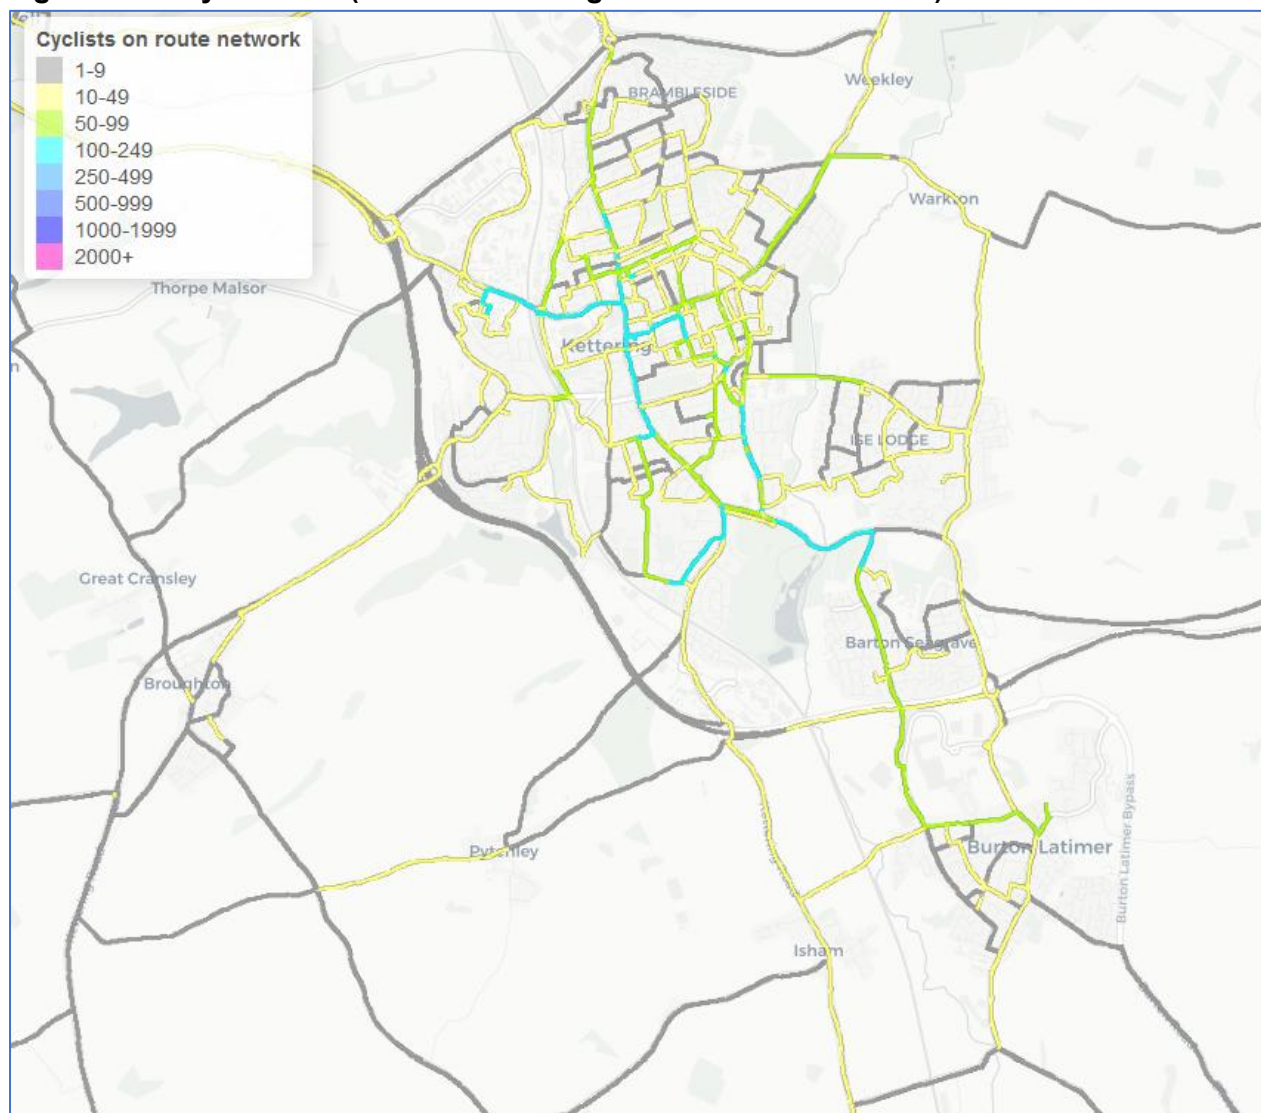 Cyclists on route network
1-9
10-49
50-99
100-249
250-499
500-999
1000-1999
2000+
BRAMBLESIDE
Weekley
Warkton
Thorpe Malsor
Kettering
ISE LODGE
Great Cransley
Barton Seagrave
Broughton
Burton Latimer Bypass
Pytchley
Burton Latimer
Isham